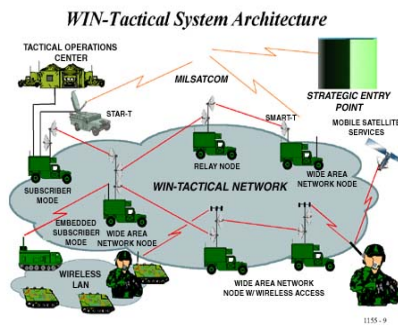 WIN-Tactical System Architecture
TACTICAL OPERATIONS
CENTER
MILSATCOM
STAR-T
STRATEGIC ENTRY
POINT
SMART-T
MOBILE SATELLITE
SERVICES
RELAY NODE
SUBSCRIBER
MODE
WIN-TACTICAL NETWORK
WIDE AREA
NETWORK NODE
EMBEDDED
SUBSCRIBER
MODE
WIDE AREA
NETWORK NODE
WIRELESS
LAN
WIDE AREA NETWORK
NODE W/WIRELESS ACCESS
1155 - 9